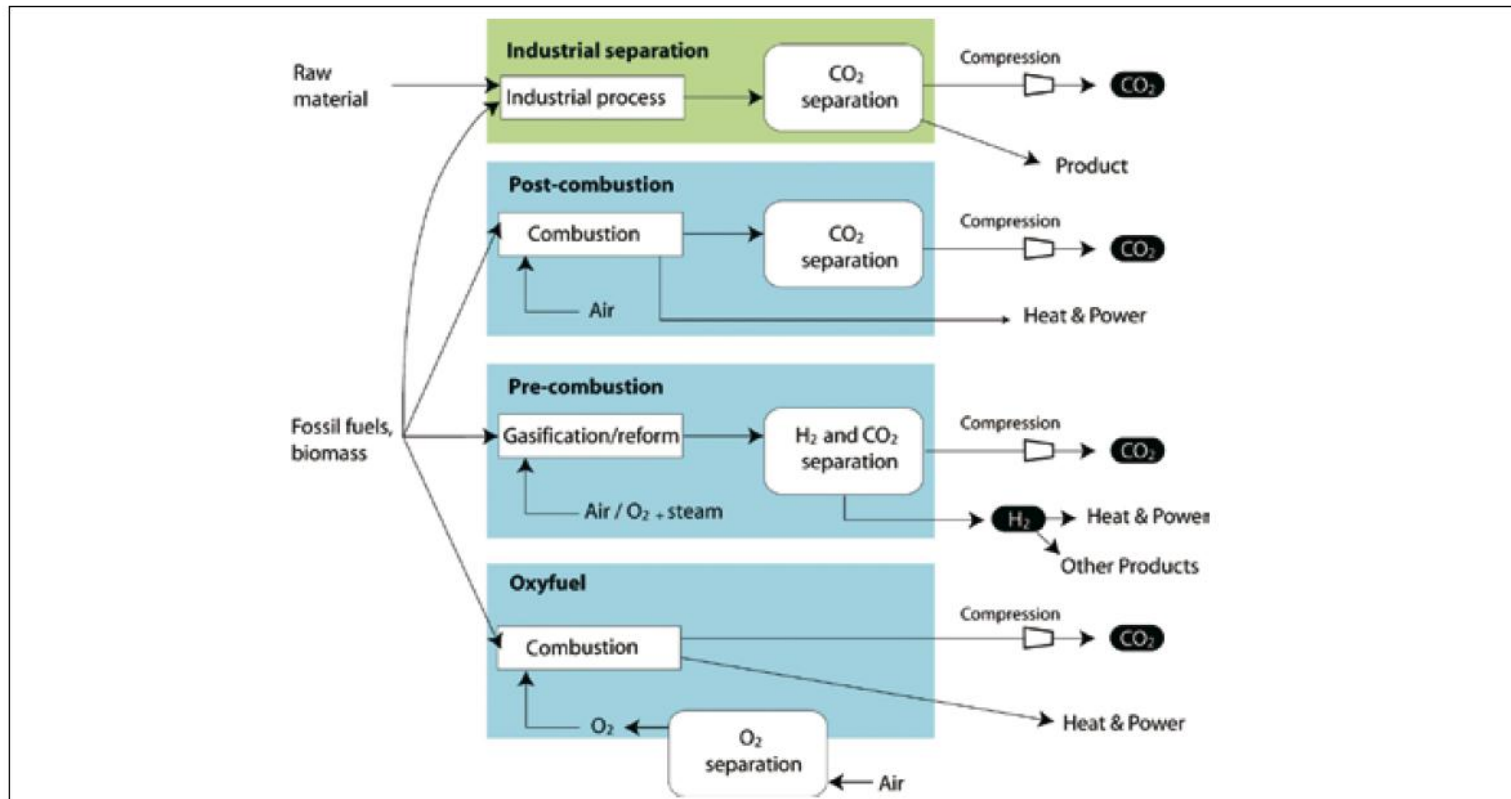 Industrial separation
Raw
material
Industrial process
CO₂
separation
Compression
CO₂
Product
Post-combustion
Combustion
CO₂
separation
Compression
CO₂
Air
Heat & Power
Pre-combustion
Fossil fuels,
biomass
Gasification/reform
H₂ and CO₂
separation
Compression
CO₂
Air / O₂ + steam
H₂
Heat & Power
Other Products
Oxyfuel
Combustion
Compression
CO₂
Heat & Power
O₂
O₂
separation
Air